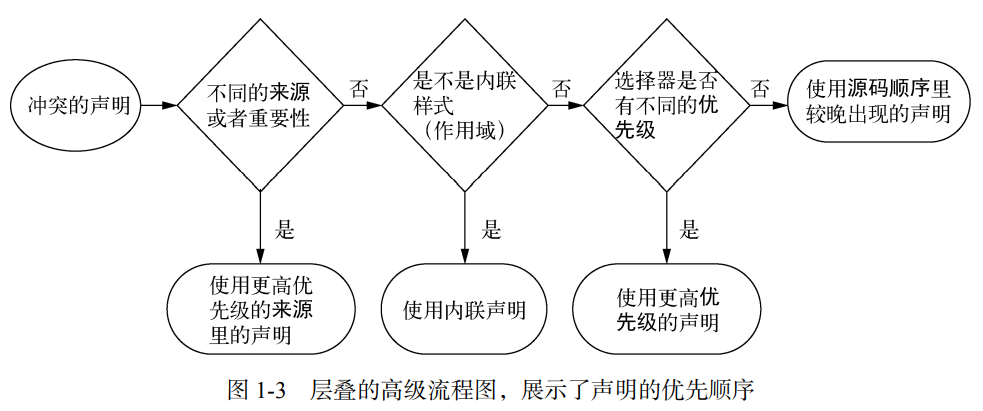 冲突的声明
不同的来源
或者重要性
否
是不是内联
样式
(作用域)
否
选择器是否
有不同的优
先级
否
使用源码顺序里
较晚出现的声明
是
是
是
使用更高优
先级的来源
里的声明
使用内联声明
使用更高优
先级的声明
图 1-3 层叠的高级流程图，展示了声明的优先顺序